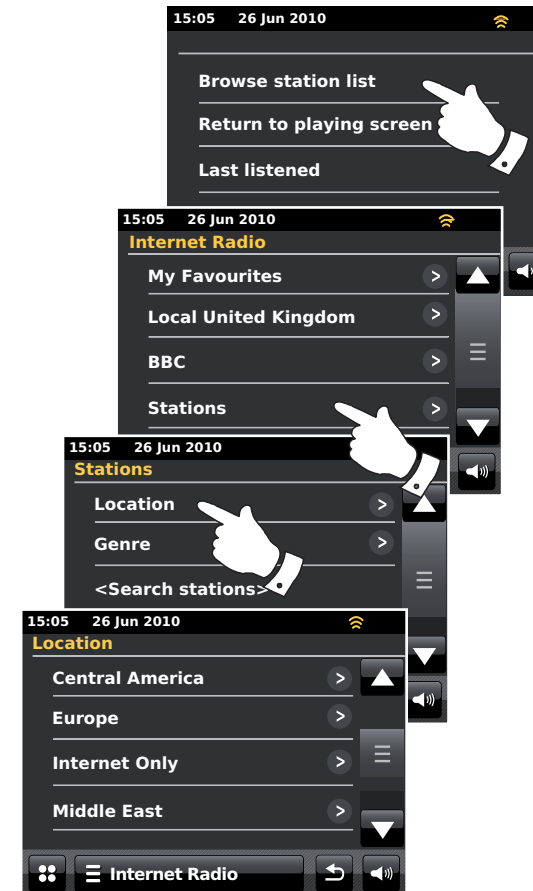 15:05 26 Jun 2010
Browse station list
Return to playing screen
Last listened
15:05 26 Jun 2010
Internet Radio
My Favourites >
Local United Kingdom >
BBC >
Stations >
15:05 26 Jun 2010
Stations
Location >
Genre >
<Search stations>
15:05 26 Jun 2010
Location
Central America >
Europe >
Internet Only >
Middle East >
Internet Radio